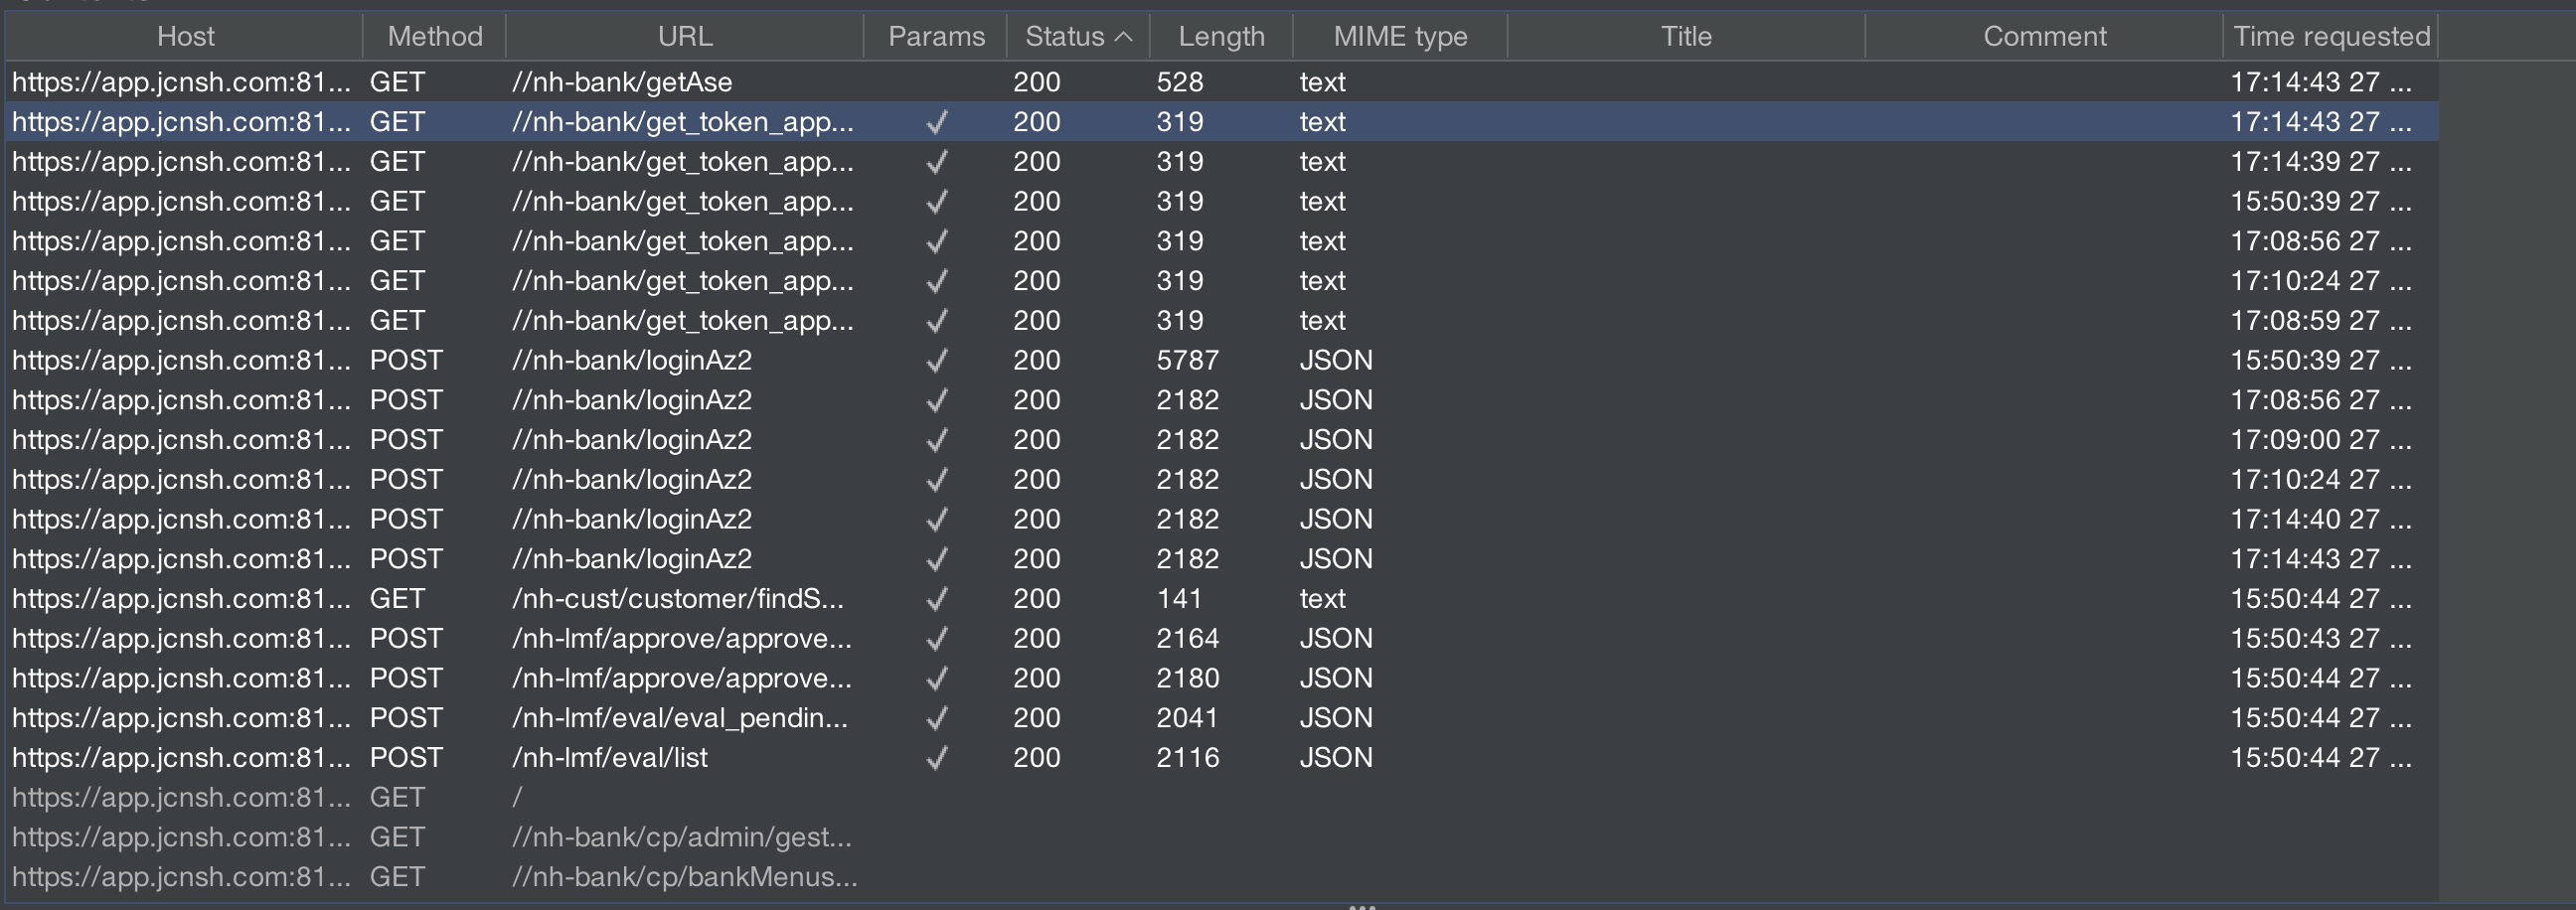 Host Method URL Params Status Length MIME type Title Comment Time requested
https://app.jcnsh.com:81... GET //nh-bank/getAse 200 528 text 17:14:43 27 ...
https://app.jcnsh.com:81... GET //nh-bank/get_token_app... ✓ 200 319 text 17:14:43 27 ...
https://app.jcnsh.com:81... GET //nh-bank/get_token_app... ✓ 200 319 text 17:14:39 27 ...
https://app.jcnsh.com:81... GET //nh-bank/get_token_app... ✓ 200 319 text 15:50:39 27 ...
https://app.jcnsh.com:81... GET //nh-bank/get_token_app... ✓ 200 319 text 17:08:56 27 ...
https://app.jcnsh.com:81... GET //nh-bank/get_token_app... ✓ 200 319 text 17:10:24 27 ...
https://app.jcnsh.com:81... GET //nh-bank/get_token_app... ✓ 200 319 text 17:08:59 27 ...
https://app.jcnsh.com:81... POST //nh-bank/loginAz2 ✓ 200 5787 JSON 15:50:39 27 ...
https://app.jcnsh.com:81... POST //nh-bank/loginAz2 ✓ 200 2182 JSON 17:08:56 27 ...
https://app.jcnsh.com:81... POST //nh-bank/loginAz2 ✓ 200 2182 JSON 17:09:00 27 ...
https://app.jcnsh.com:81... POST //nh-bank/loginAz2 ✓ 200 2182 JSON 17:10:24 27 ...
https://app.jcnsh.com:81... POST //nh-bank/loginAz2 ✓ 200 2182 JSON 17:14:40 27 ...
https://app.jcnsh.com:81... POST //nh-bank/loginAz2 ✓ 200 2182 JSON 17:14:43 27 ...
https://app.jcnsh.com:81... GET /nh-cust/customer/findS... ✓ 200 141 text 15:50:44 27 ...
https://app.jcnsh.com:81... POST /nh-lmf/approve/approve... ✓ 200 2164 JSON 15:50:43 27 ...
https://app.jcnsh.com:81... POST /nh-lmf/approve/approve... ✓ 200 2180 JSON 15:50:44 27 ...
https://app.jcnsh.com:81... POST /nh-lmf/eval/eval_pendin... ✓ 200 2041 JSON 15:50:44 27 ...
https://app.jcnsh.com:81... POST /nh-lmf/eval/list ✓ 200 2116 JSON 15:50:44 27 ...
https://app.jcnsh.com:81... GET /
https://app.jcnsh.com:81... GET //nh-bank/cp/admin/gest...
https://app.jcnsh.com:81... GET //nh-bank/cp/bankMenus...